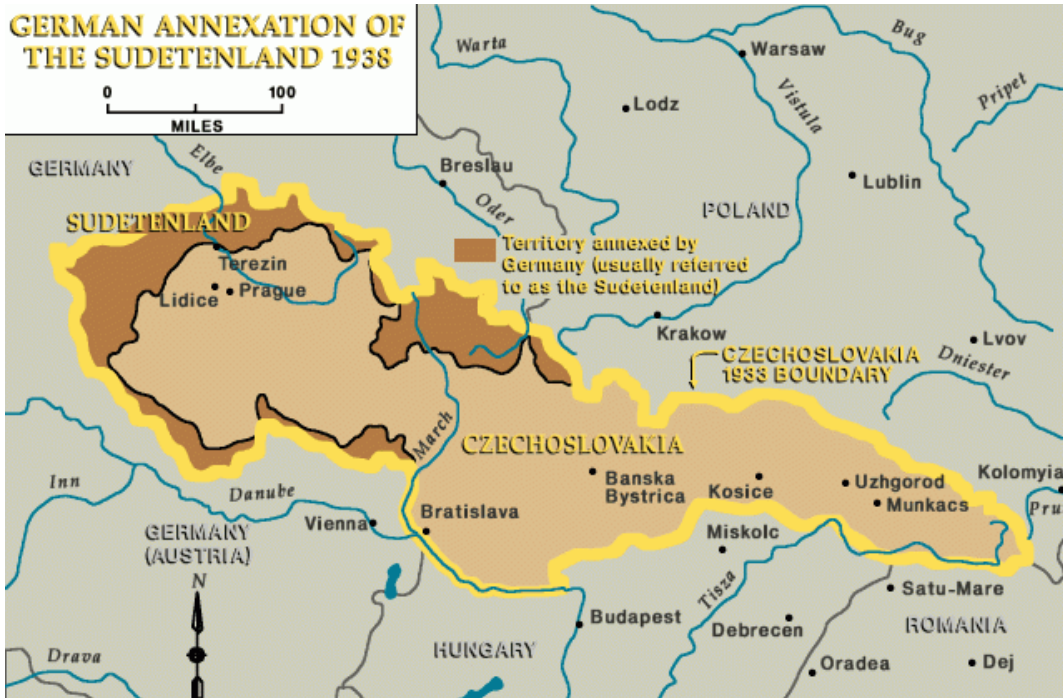 GERMAN ANNEXATION OF
THE SUDETENLAND 1938
0 100
MILES
Warta
Warsaw
Bug
Pripet
Lodz
Vistula
GERMANY
Elbe
Breslau
Oder
Lublin
POLAND
SUDETENLAND
Territory annexed by
Germany (usually referred
to as the Sudetenland)
Terezin
Lidice
Prague
Krakow
Lvov
CZECHOSLOVAKIA
1933 BOUNDARY
Dniester
March
CZECHOSLOVAKIA
Banska
Bystrica
Kosice
Uzhgorod
Munkacs
Kolomyia
Inn
Danube
Vienna
Bratislava
Miskolc
GERMANY
(AUSTRIA)
N
Tisza
Satu-Mare
Budapest
Debrecen
ROMANIA
HUNGARY
Drava
Oradea
Dej